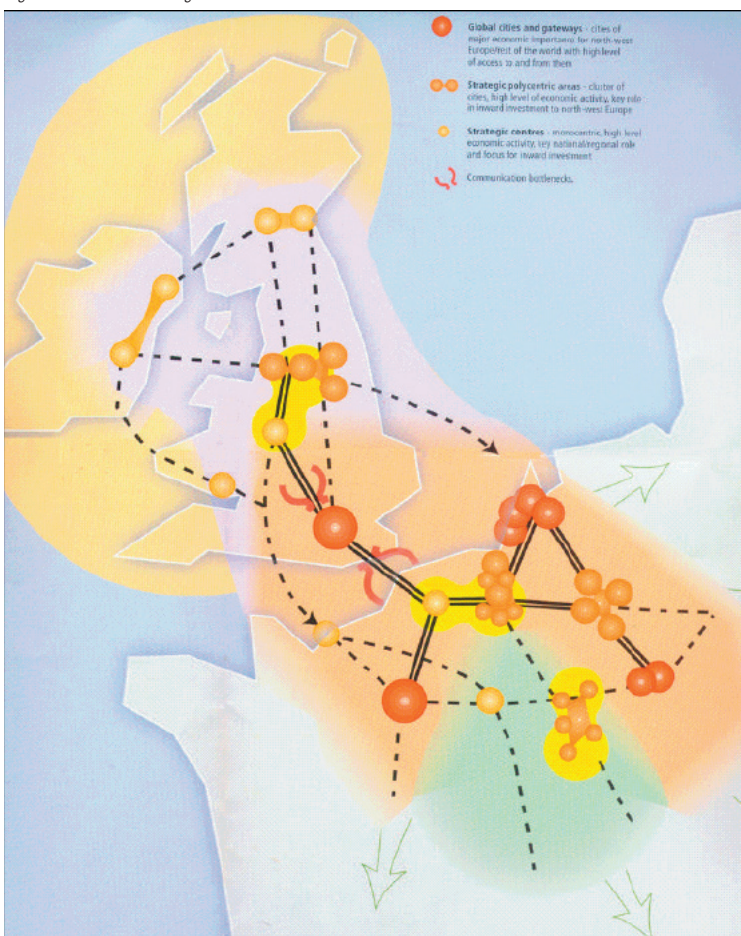 Global cities and gateways - cities of
major economic importance for north-west
Europe/rest of the world with high level
of access to and from them
Strategic polycentric areas - cluster of
cities, high level of economic activity, key role
in inward investment to north-west Europe
Strategic centres - monocentric, high level
economic activity, key national/regional role
and focus for inward investment
Communication bottlenecks.